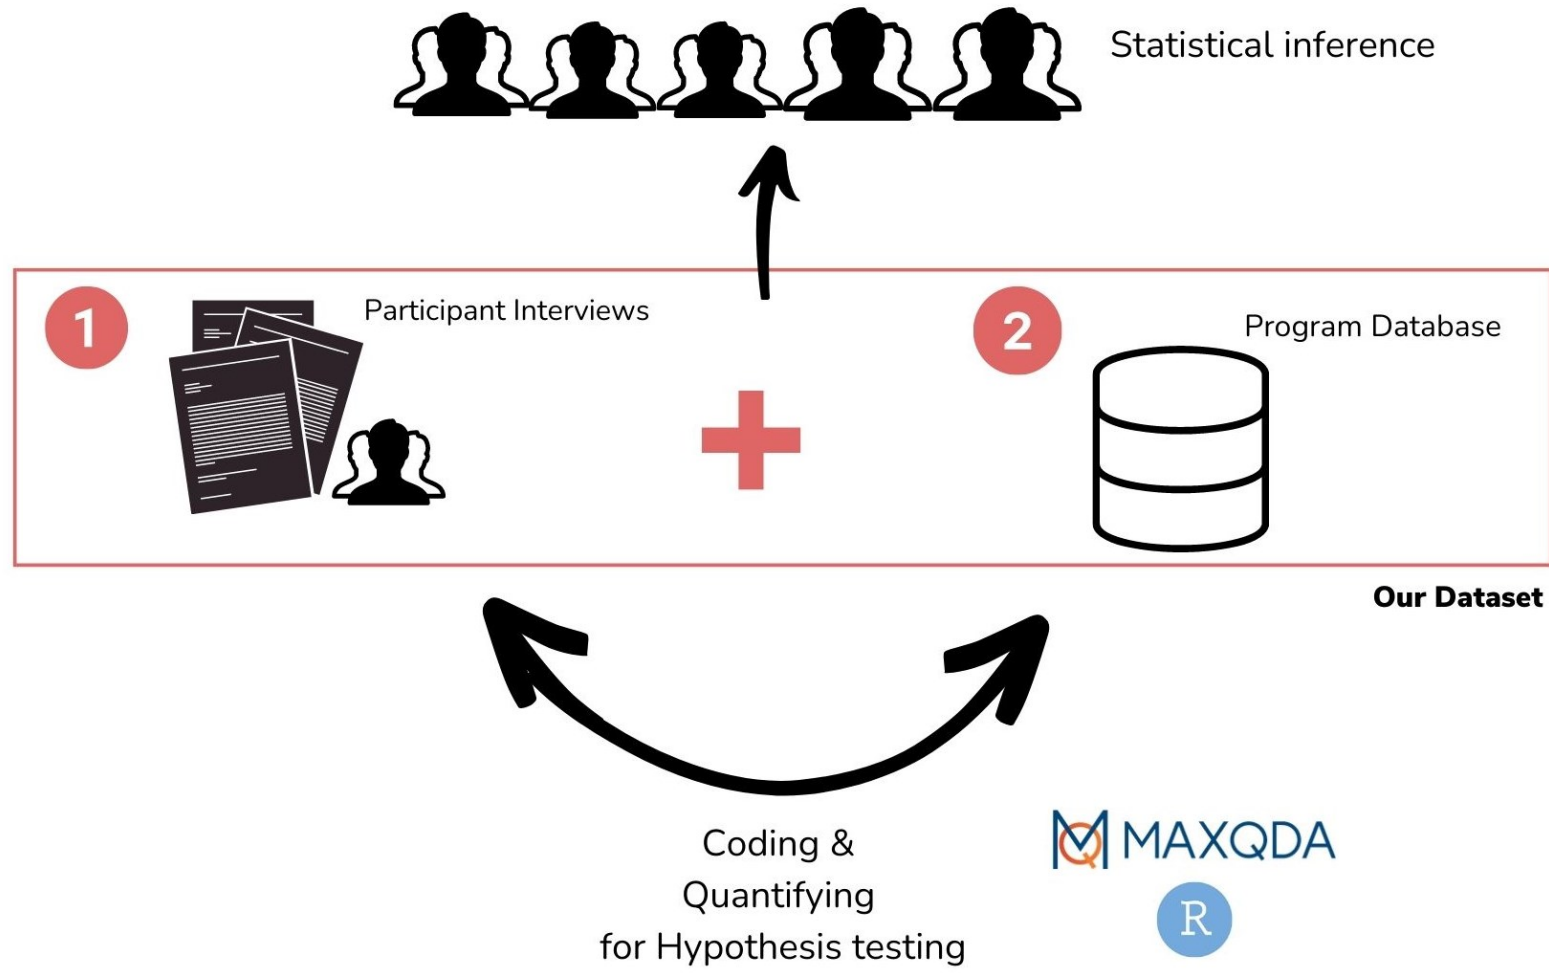 Statistical inference
1
Participant Interviews
2
Program Database
Our Dataset
Coding &
Quantifying
for Hypothesis testing
MAXQDA
R